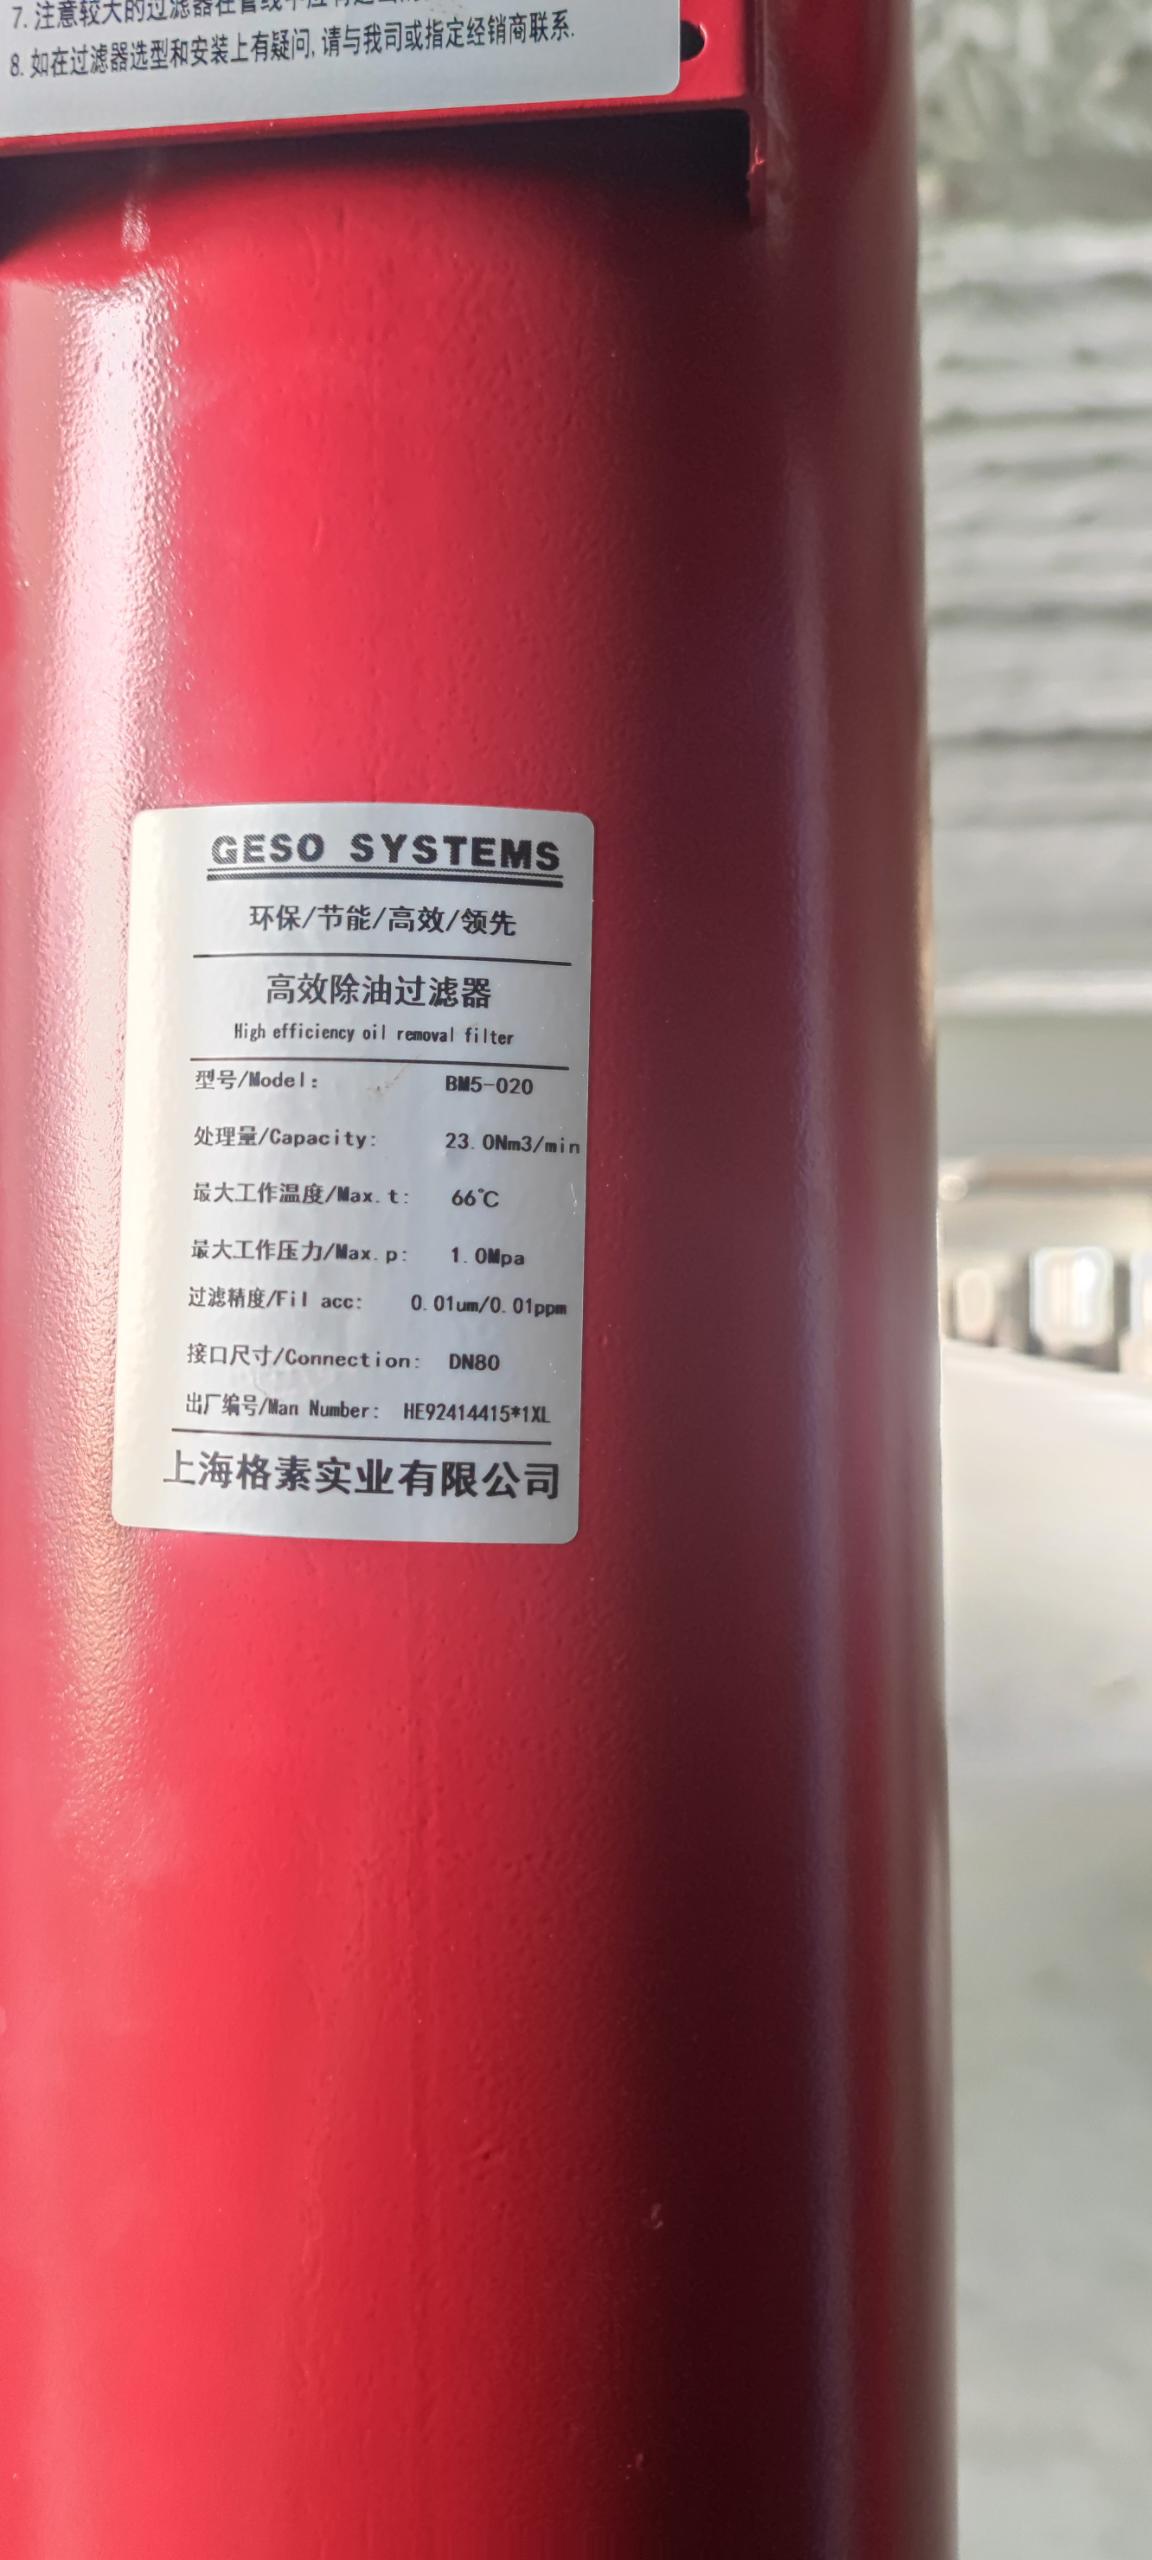 7. 注意较大的过滤器在管线中应有
8. 如在过滤器选型和安装上有疑问, 请与我司或指定经销商联系.
GESO SYSTEMS
环保/节能/高效/领先
高效除油过滤器
High efficiency oil removal filter
型号/Model: BM5-020
处理量/Capacity: 23.0Nm3/min
最大工作温度/Max.t: 66℃
最大工作压力/Max.p: 1.0Mpa
过滤精度/Fil acc: 0.01um/0.01ppm
接口尺寸/Connection: DN80
出厂编号/Man Number: HE92414415*1XL
上海格素实业有限公司